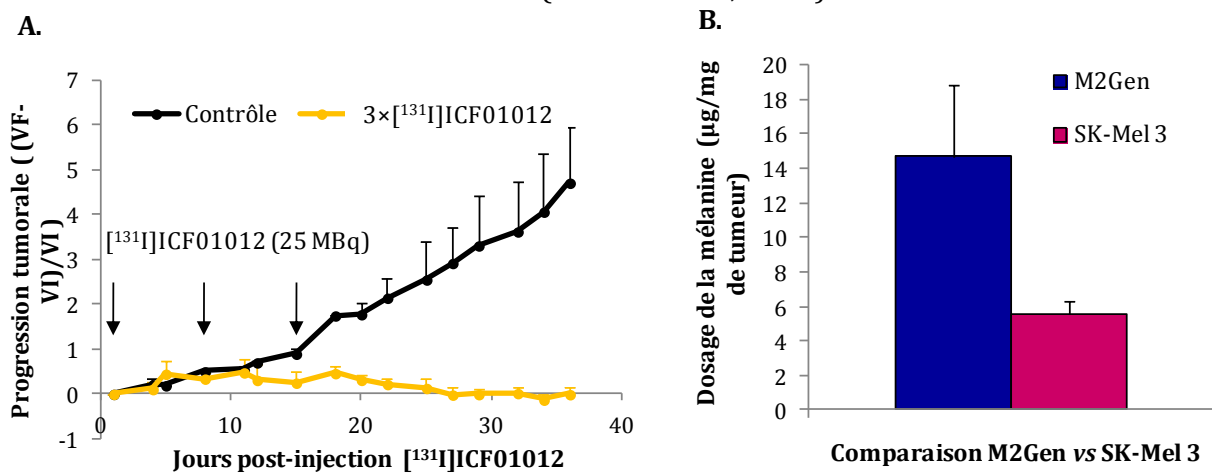 A.
Progression tumorale ((VF-
VI)/VI )
7
6
5
4
3
2
1
0
-1
Contrôle
3×[¹³¹I]ICF01012
[¹³¹I]ICF01012 (25 MBq)
0
10
20
30
40
Jours post-injection [¹³¹I]ICF01012
B.
Dosage de la mélanine (µg/mg
de tumeur)
20
18
16
14
12
10
8
6
4
2
0
M2Gen
SK-Mel 3
Comparaison M2Gen vs SK-Mel 3